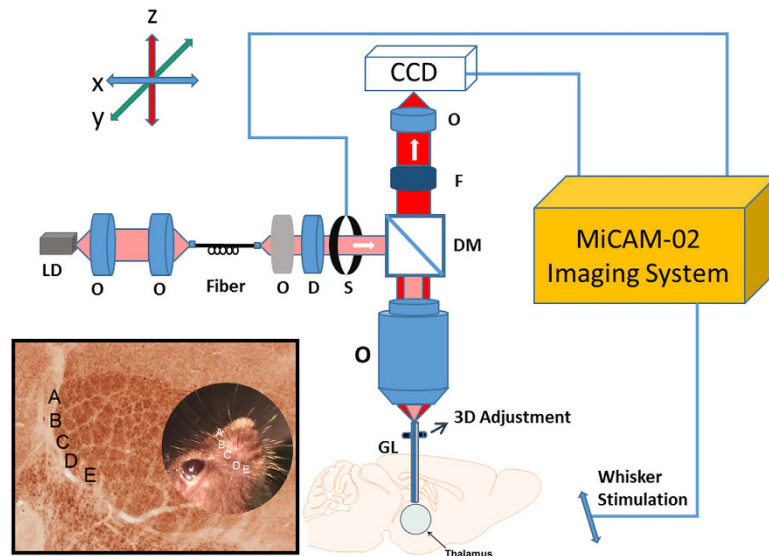 z
x
y
CCD
O
F
DM
MiCAM-02
Imaging System
LD
O
O
Fiber
O
D
S
O
3D Adjustment
GL
Whisker
Stimulation
Thalamus
A
B
C
D
E
A
B
C
D
E